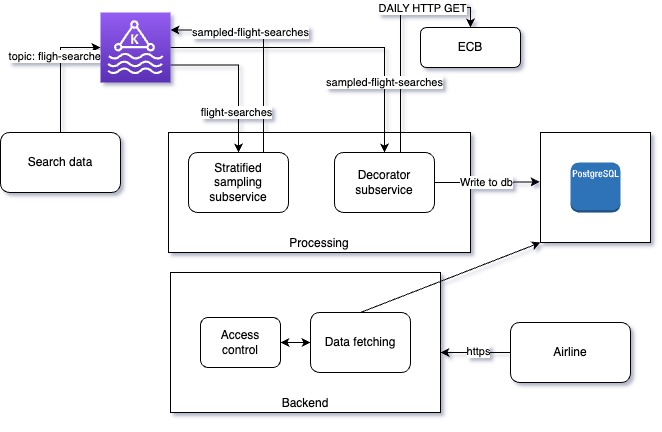 DAILY HTTP GET
ECB
K
sampled-flight-searches
topic: fligh-searche
sampled-flight-searches
flight-searches
Search data
Stratified
sampling
subservice
Decorator
subservice
Write to db
PostgreSQL
Processing
Access
control
Data fetching
https
Airline
Backend